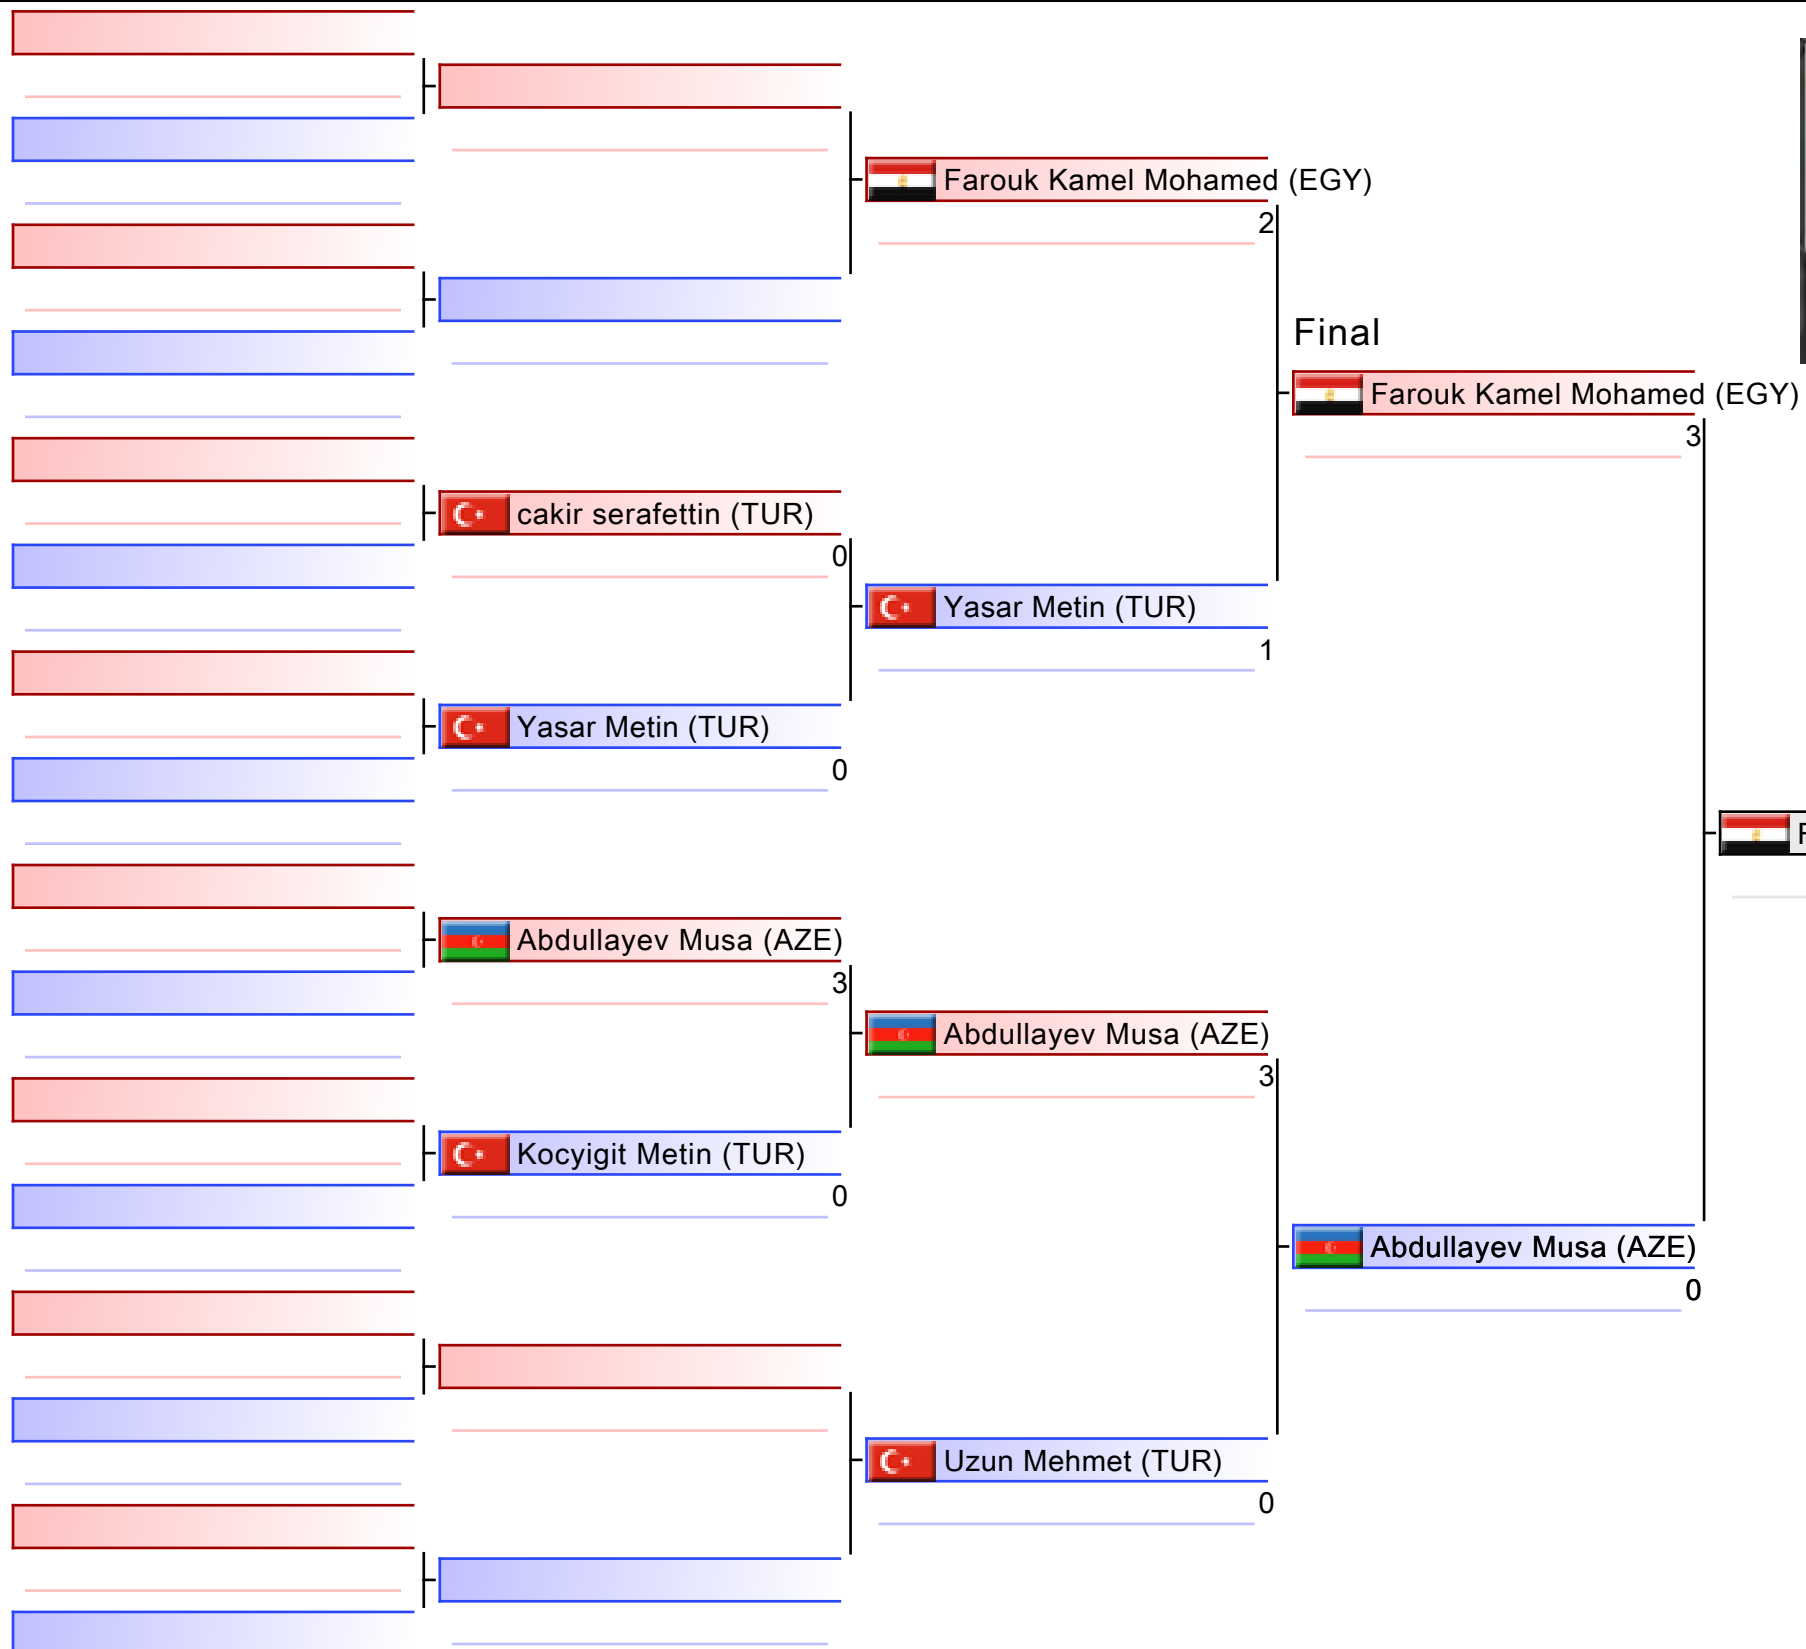 Farouk Kamel Mohamed (EGY)
2
Final
Farouk Kamel Mohamed (EGY)
3
cakir serafettin (TUR)
0
Yasar Metin (TUR)
1
Yasar Metin (TUR)
0
F
Abdullayev Musa (AZE)
3
Abdullayev Musa (AZE)
3
Kocyigit Metin (TUR)
0
Abdullayev Musa (AZE)
0
Uzun Mehmet (TUR)
0